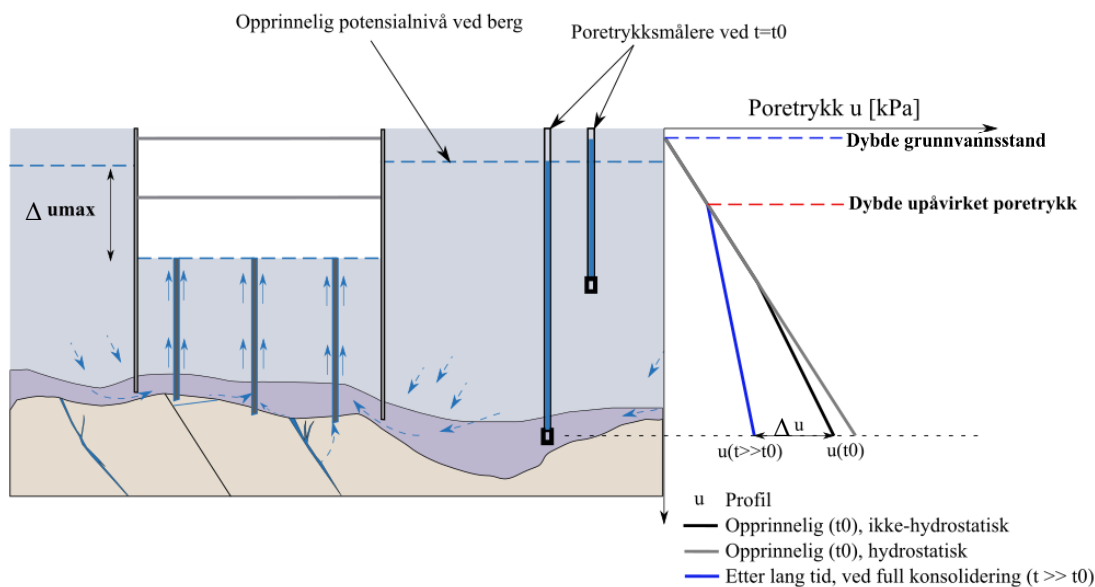 Opprinnelig potensialnivå ved berg
Poretrykksmålere ved t=t0
Poretrykk u [kPa]
Dybde grunnvannsstand
Δ umax
Dybde upåvirket poretrykk
Δ u
u(t>>t0)
u(t0)
u Profil
Opprinnelig (t0), ikke-hydrostatisk
Opprinnelig (t0), hydrostatisk
Etter lang tid, ved full konsolidering (t >> t0)